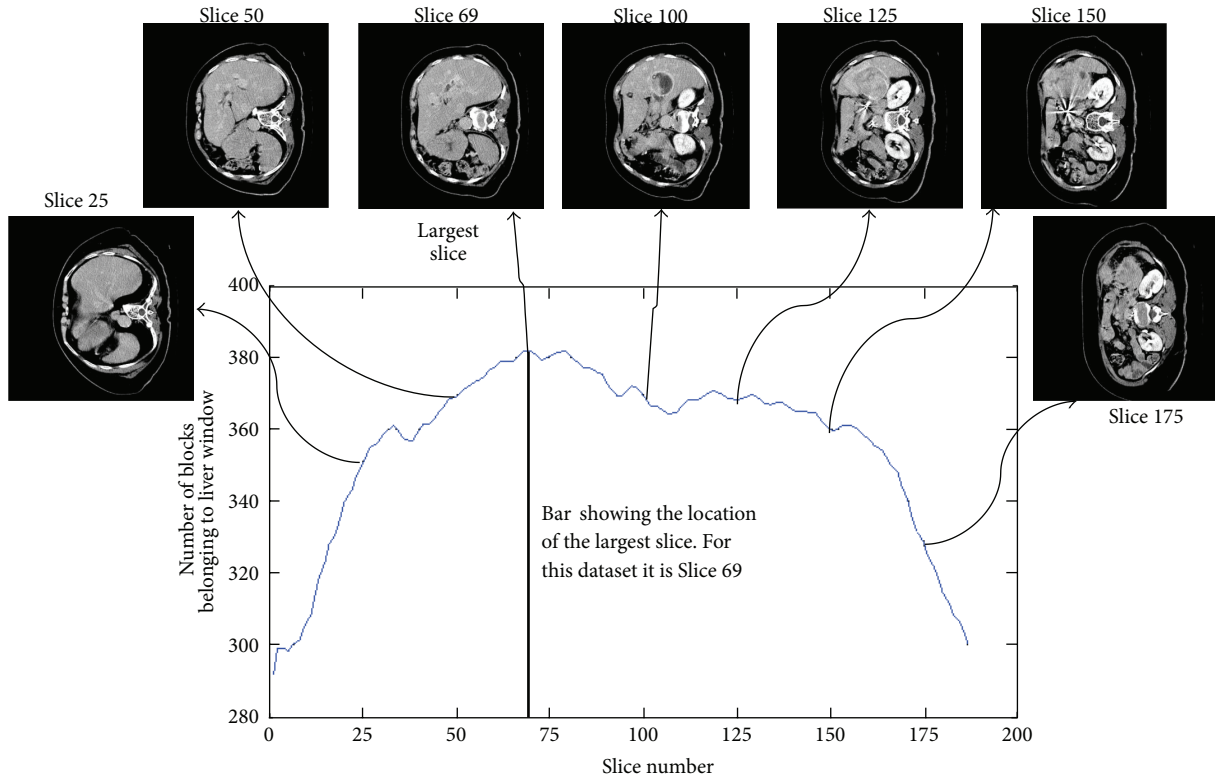 Slice 50
Slice 69
Slice 100
Slice 125
Slice 150
Slice 25
Largest
slice
Slice 175
400
380
360
340
320
300
280
Number of blocks
belonging to liver window
Bar showing the location
of the largest slice. For
this dataset it is Slice 69
0
25
50
75
100
125
150
175
200
Slice number